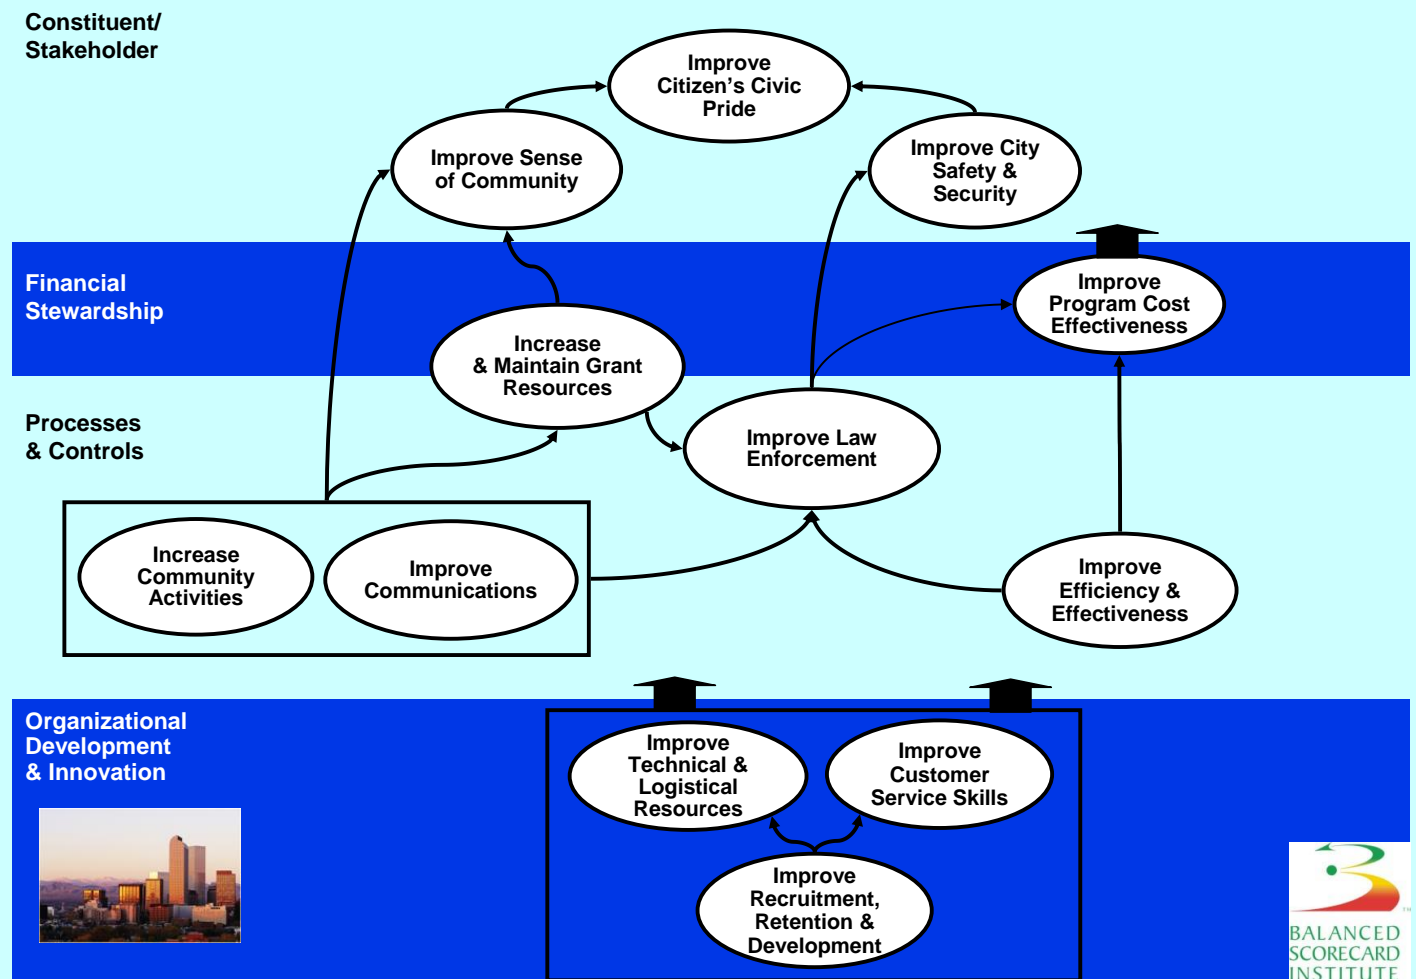 Constituent/
Stakeholder
Improve
Citizen's Civic
Pride
Improve Sense
of Community
Improve City
Safety &
Security
Financial
Stewardship
Improve
Program Cost
Effectiveness
Increase
& Maintain Grant
Resources
Processes
& Controls
Improve Law
Enforcement
Increase
Community
Activities
Improve
Communications
Improve
Efficiency &
Effectiveness
Organizational
Development
& Innovation
Improve
Technical &
Logistical
Resources
Improve
Customer
Service Skills
Improve
Recruitment,
Retention &
Development
TM
BALANCED
SCORECARD
INSTITUTE